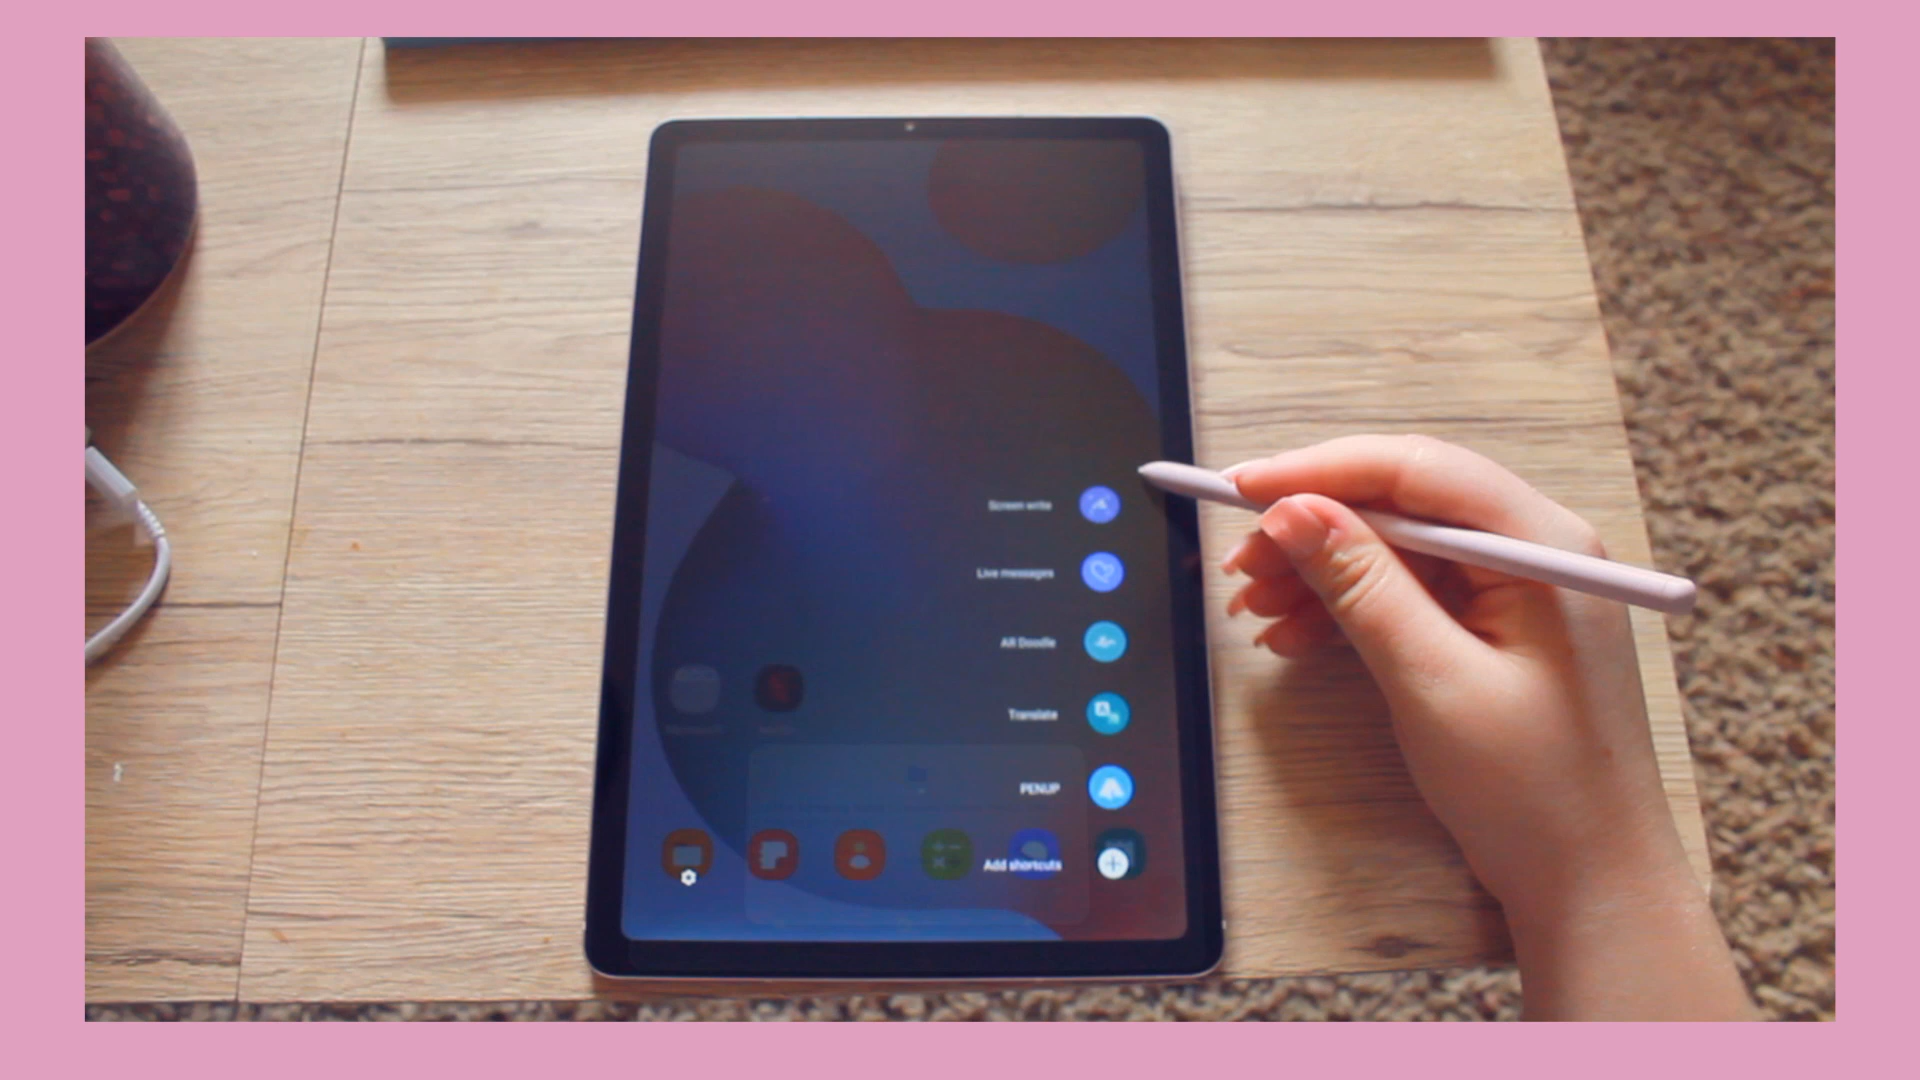 Screen write
Live messages
AR Doodle
Translate
PENUP
Add shortcuts